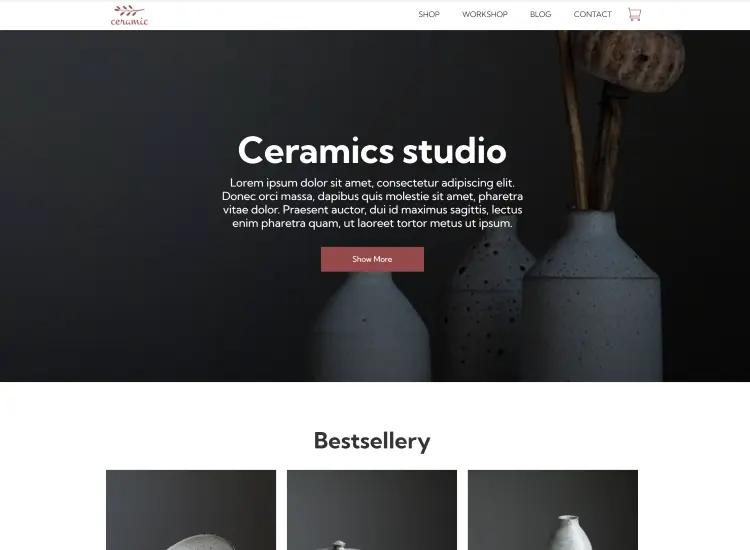 ceramic
SHOP WORKSHOP BLOG CONTACT
Ceramics studio
Lorem ipsum dolor sit amet, consectetur adipiscing elit.
Donec orci massa, dapibus quis molestie sit amet, pharetra
vitae dolor. Praesent auctor, dui id maximus sagittis, lectus
enim pharetra quam, ut laoreet tortor metus ut ipsum.
Show More
Bestsellery